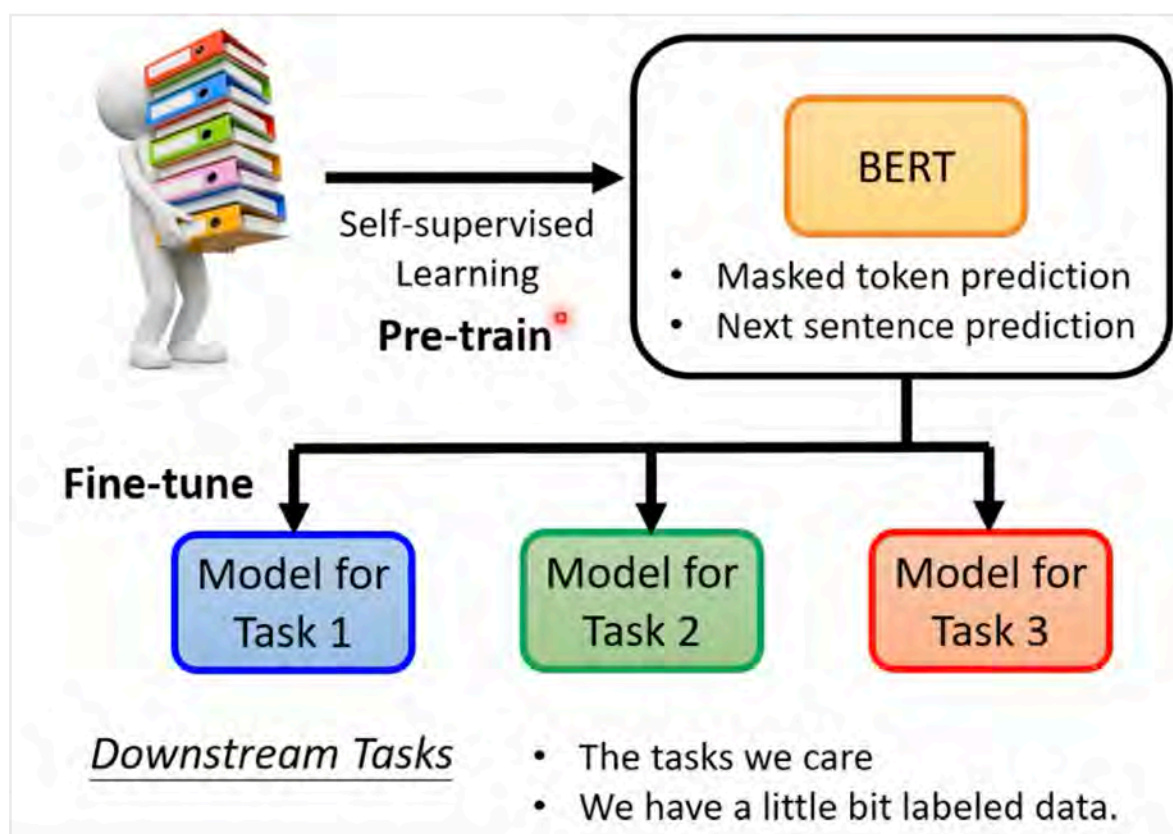 BERT
Self-supervised
Learning
Pre-train
• Masked token prediction
• Next sentence prediction
Fine-tune
Model for
Task 1
Model for
Task 2
Model for
Task 3
Downstream Tasks
• The tasks we care
• We have a little bit labeled data.